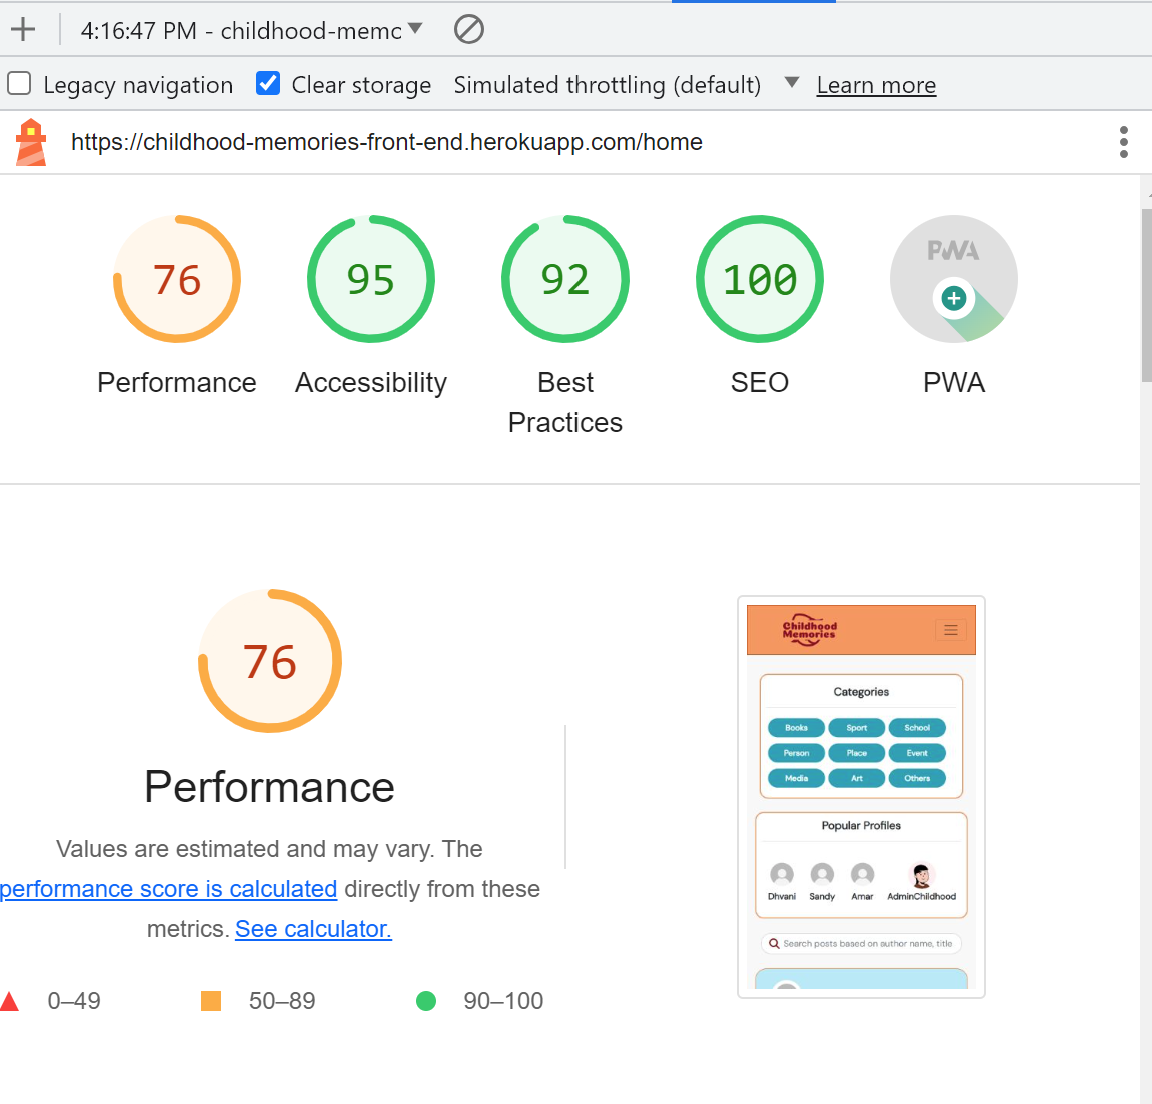 4:16:47 PM - childhood-memc
Legacy navigation Clear storage Simulated throttling (default) Learn more
https://childhood-memories-front-end.herokuapp.com/home
76 95 92 100 PWA
Performance Accessibility Best Practices SEO PWA
76
Performance
Values are estimated and may vary. The
performance score is calculated directly from these
metrics. See calculator.
0–49 50–89 90–100
Childhood
Memories
Categories
Books Sport School
Person Place Event
Media Art Others
Popular Profiles
Dhvani Sandy Amar AdminChildhood
Search posts based on author name, title